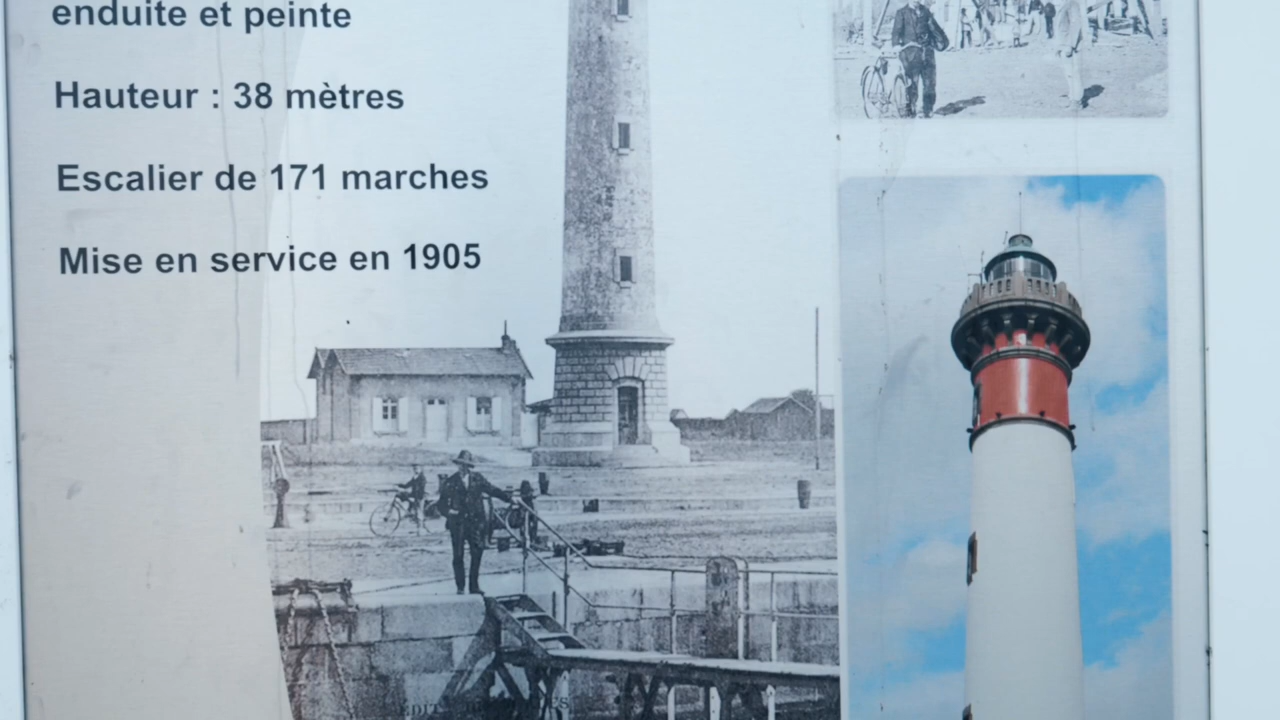 enduite et peinte
Hauteur : 38 mètres
Escalier de 171 marches
Mise en service en 1905